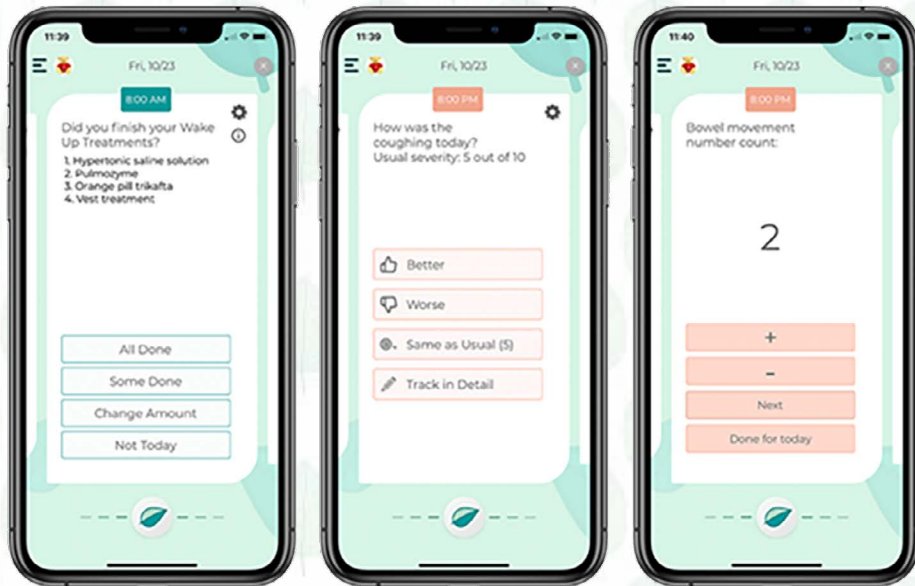 11:39
Fri, 10/23
8:00 AM
Did you finish your Wake
Up Treatments?
1. Hypertonic saline solution
2. Pulmozyme
3. Orange pill trikafta
4. Vest treatment
All Done
Some Done
Change Amount
Not Today
11:39
Fri, 10/23
8:00 PM
How was the
coughing today?
Usual severity: 5 out of 10
Better
Worse
Same as Usual (5)
Track in Detail
11:40
Fri, 10/23
8:00 PM
Bowel movement
number count:
2
+
-
Next
Done for today